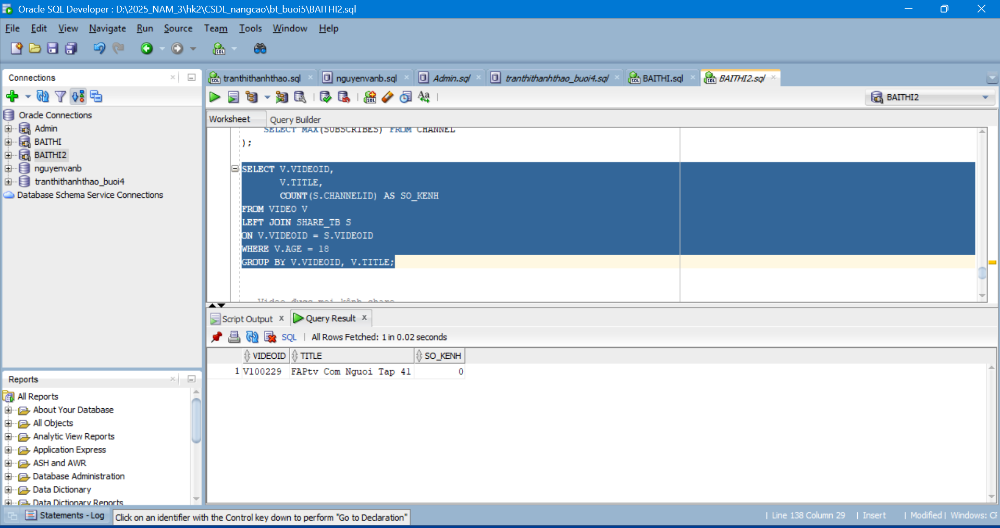 Oracle SQL Developer : D:\2025_NAM_3\hk2\CSDL_nangcao\bt_buoi5\BAITHI2.sql
File Edit View Navigate Run Source Team Tools Window Help
Connections
Oracle Connections
Admin
BAITHI
BAITHI2
nguyenvanb
tranthithanhthao_buoi4
Database Schema Service Connections
tranthithanhthao.sql nguyenvanb.sql Admin.sql tranthithanhthao_buoi4.sql BAITHI.sql BAITHI2.sql
BAITHI2
Worksheet Query Builder
SELECT MAX(SUBSCRIBES) FROM CHANNEL
);
SELECT V.VIDEOID,
V.TITLE,
COUNT(S.CHANNELID) AS SO_KENH
FROM VIDEO V
LEFT JOIN SHARE_TB S
ON V.VIDEOID = S.VIDEOID
WHERE V.AGE = 18
GROUP BY V.VIDEOID, V.TITLE;
Script Output Query Result
SQL | All Rows Fetched: 1 in 0.02 seconds
VIDEOID TITLE SO_KENH
1 V100229 FAPtv Com Nguoi Tap 41 0
Reports
All Reports
About Your Database
All Objects
Analytic View Reports
Application Express
ASH and AWR
Database Administration
Data Dictionary
Data Dictionary Reports
Statements - Log
Click on an identifier with the Control key down to perform "Go to Declaration"
| Line 138 Column 29 | Insert | Modified | Windows: CF